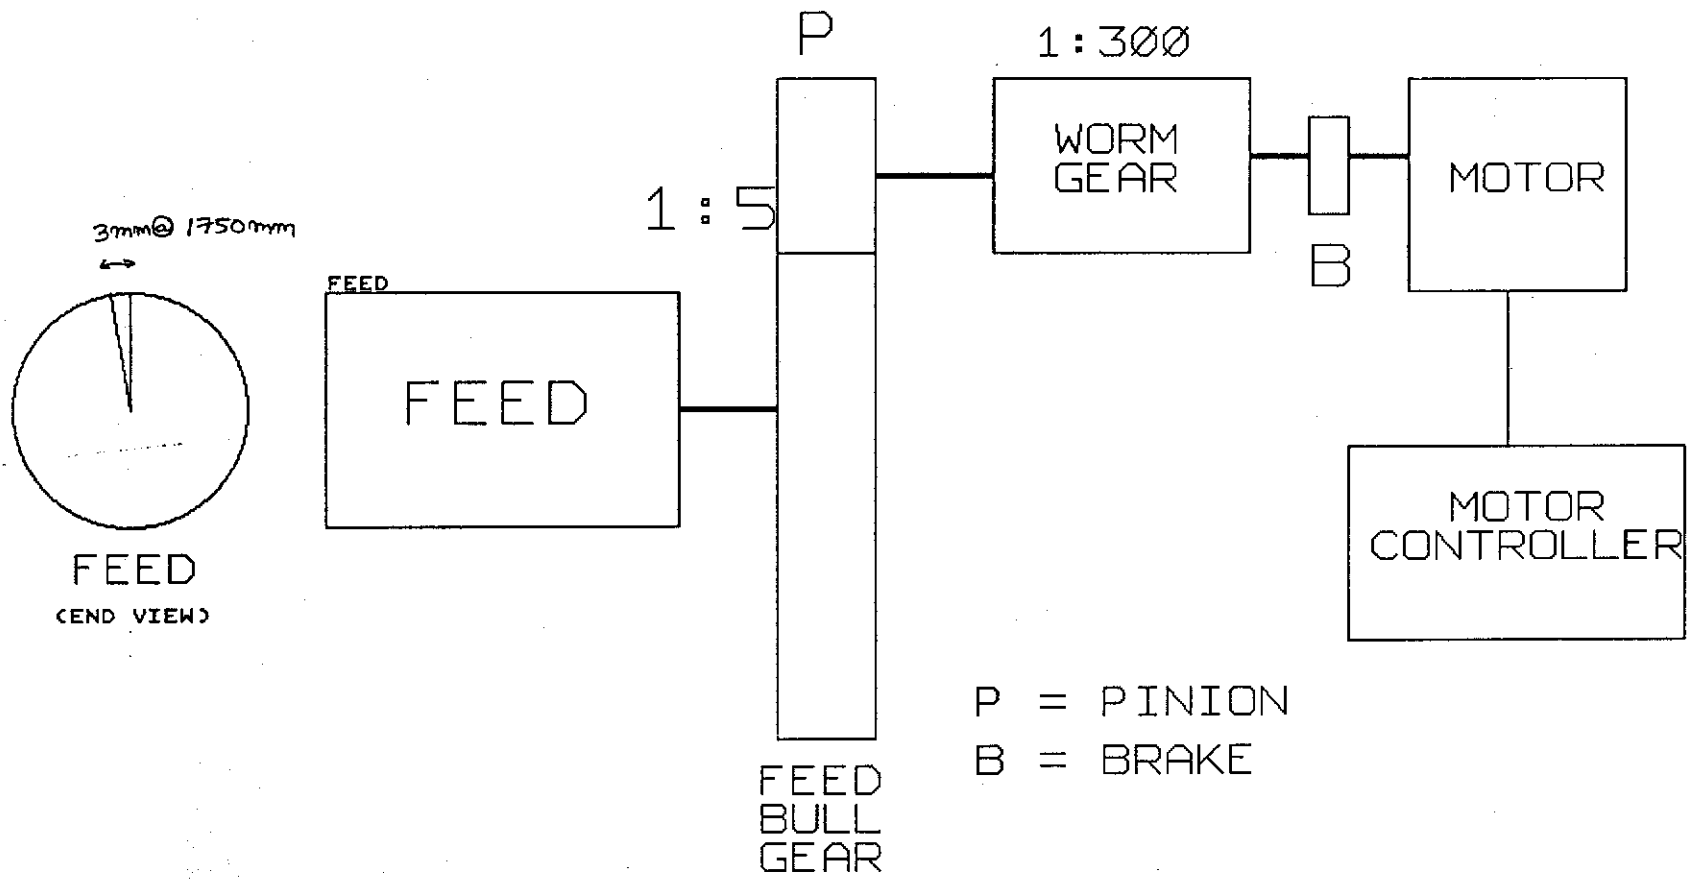 P
1:300
WORM
GEAR
MOTOR
1:5
B
3mm@ 1750mm
FEED
FEED
FEED
(END VIEW)
MOTOR
CONTROLLER
P = PINION
B = BRAKE
FEED
BULL
GEAR